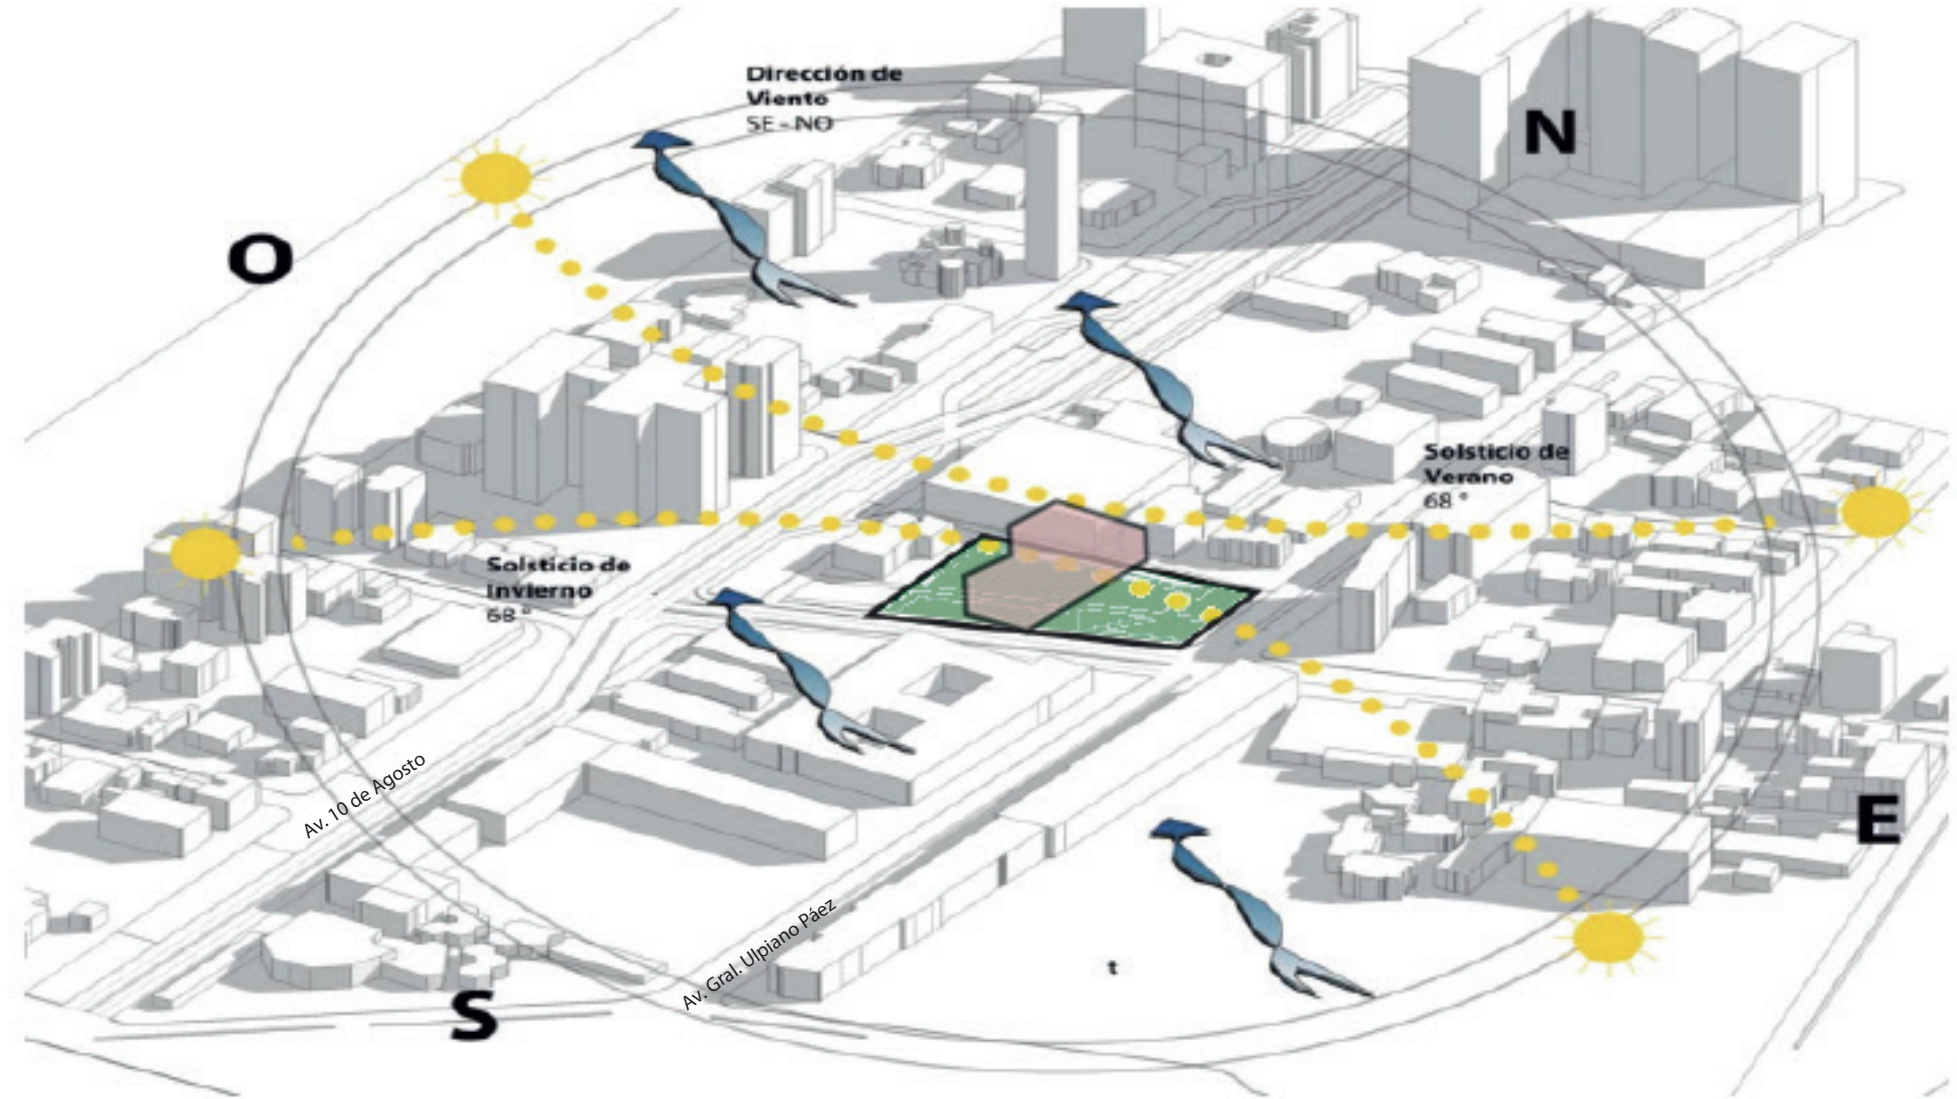 Dirección de
Viento
SE - NO
N
O
Solsticio de
Verano
68 °
Solsticio de
Invierno
68 °
Av. 10 de Agosto
E
Av. Gral. Ulpiano Páez
t
S